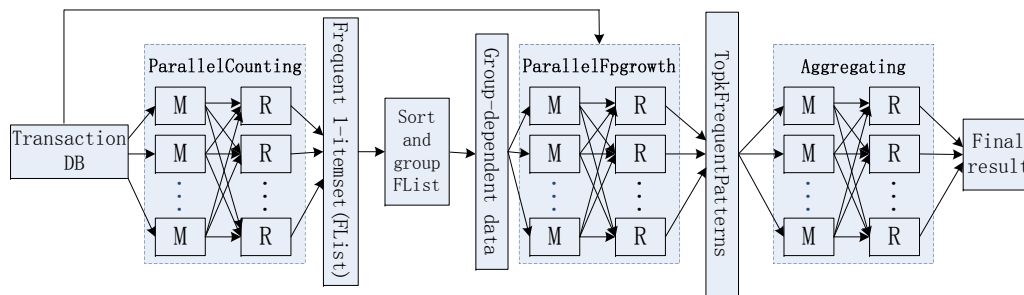 Transaction
DB
ParallelCounting
M
R
M
R
M
R
Frequent 1-itemset(FList)
Sort
and
group
FList
Group-dependent data
ParallelFpgrowth
M
R
M
R
M
R
TopkFrequentPatterns
Aggregating
M
R
M
R
M
R
Final
result